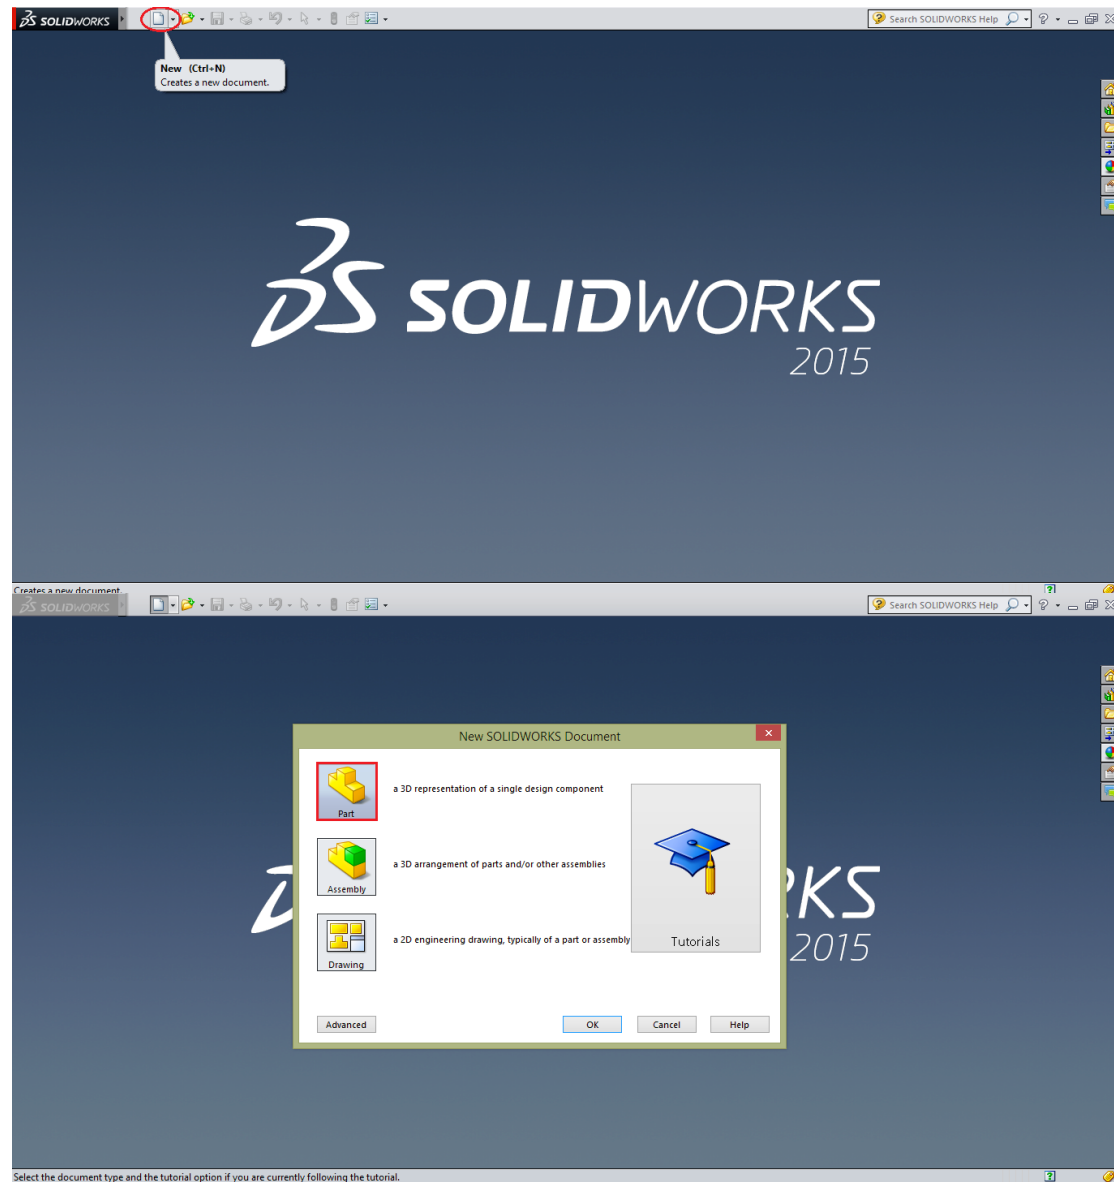 SOLIDWORKS
Search SOLIDWORKS Help
New (Ctrl+N)
Creates a new document.
SOLIDWORKS
2015
Creates a new document.
SOLIDWORKS
Search SOLIDWORKS Help
New SOLIDWORKS Document
Part
a 3D representation of a single design component
Assembly
a 3D arrangement of parts and/or other assemblies
Drawing
a 2D engineering drawing, typically of a part or assembly
Tutorials
KS
2015
Advanced
OK
Cancel
Help
Select the document type and the tutorial option if you are currently following the tutorial.